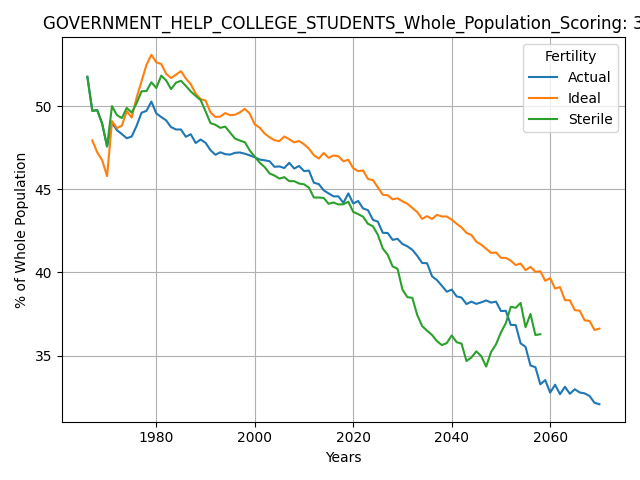 GOVERNMENT_HELP_COLLEGE_STUDENTS_Whole_Population_Scoring: 3
Fertility
Actual
Ideal
Sterile
% of Whole Population
50
45
40
35
1980
2000
2020
2040
2060
Years